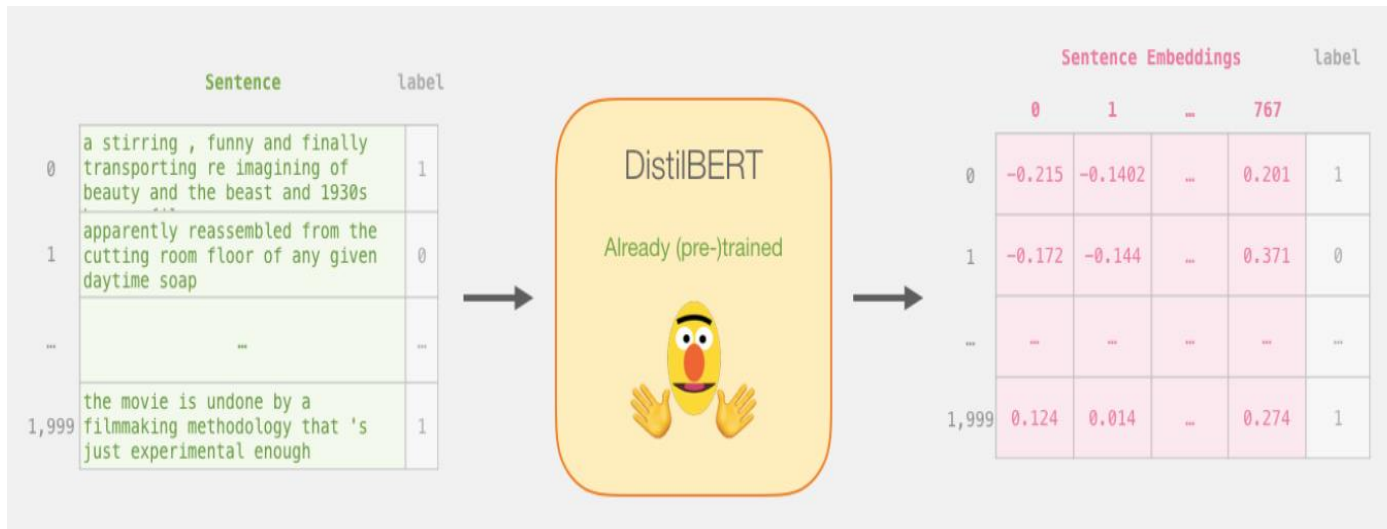 Sentence label
0 a stirring , funny and finally
transporting re imagining of
beauty and the beast and 1930s
1
1 apparently reassembled from the
cutting room floor of any given
daytime soap
0
… … …
1,999 the movie is undone by a
filmmaking methodology that 's
just experimental enough
1
DistilBERT
Already (pre-)trained
Sentence Embeddings label
0 1 … 767
0 -0.215 -0.1402 … 0.201 1
1 -0.172 -0.144 … 0.371 0
… … … … … …
1,999 0.124 0.014 … 0.274 1